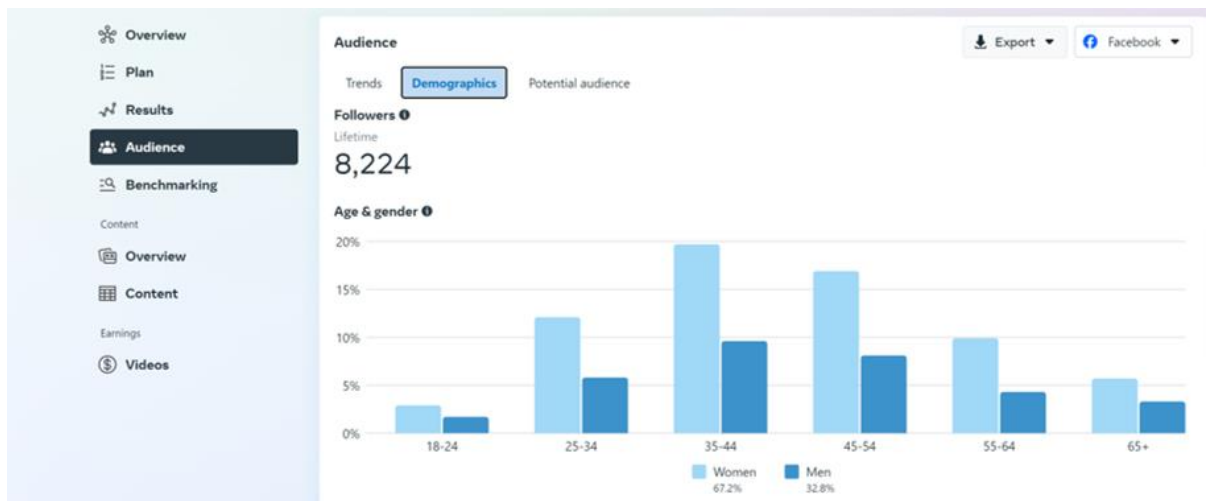 Overview
Plan
Results
Audience
Benchmarking
Content
Overview
Content
Earnings
Videos
Audience
Export
Facebook
Trends
Demographics
Potential audience
Followers
Lifetime
8,224
Age & gender
20%
15%
10%
5%
0%
18-24
25-34
35-44
45-54
55-64
65+
Women
67.2%
Men
32.8%